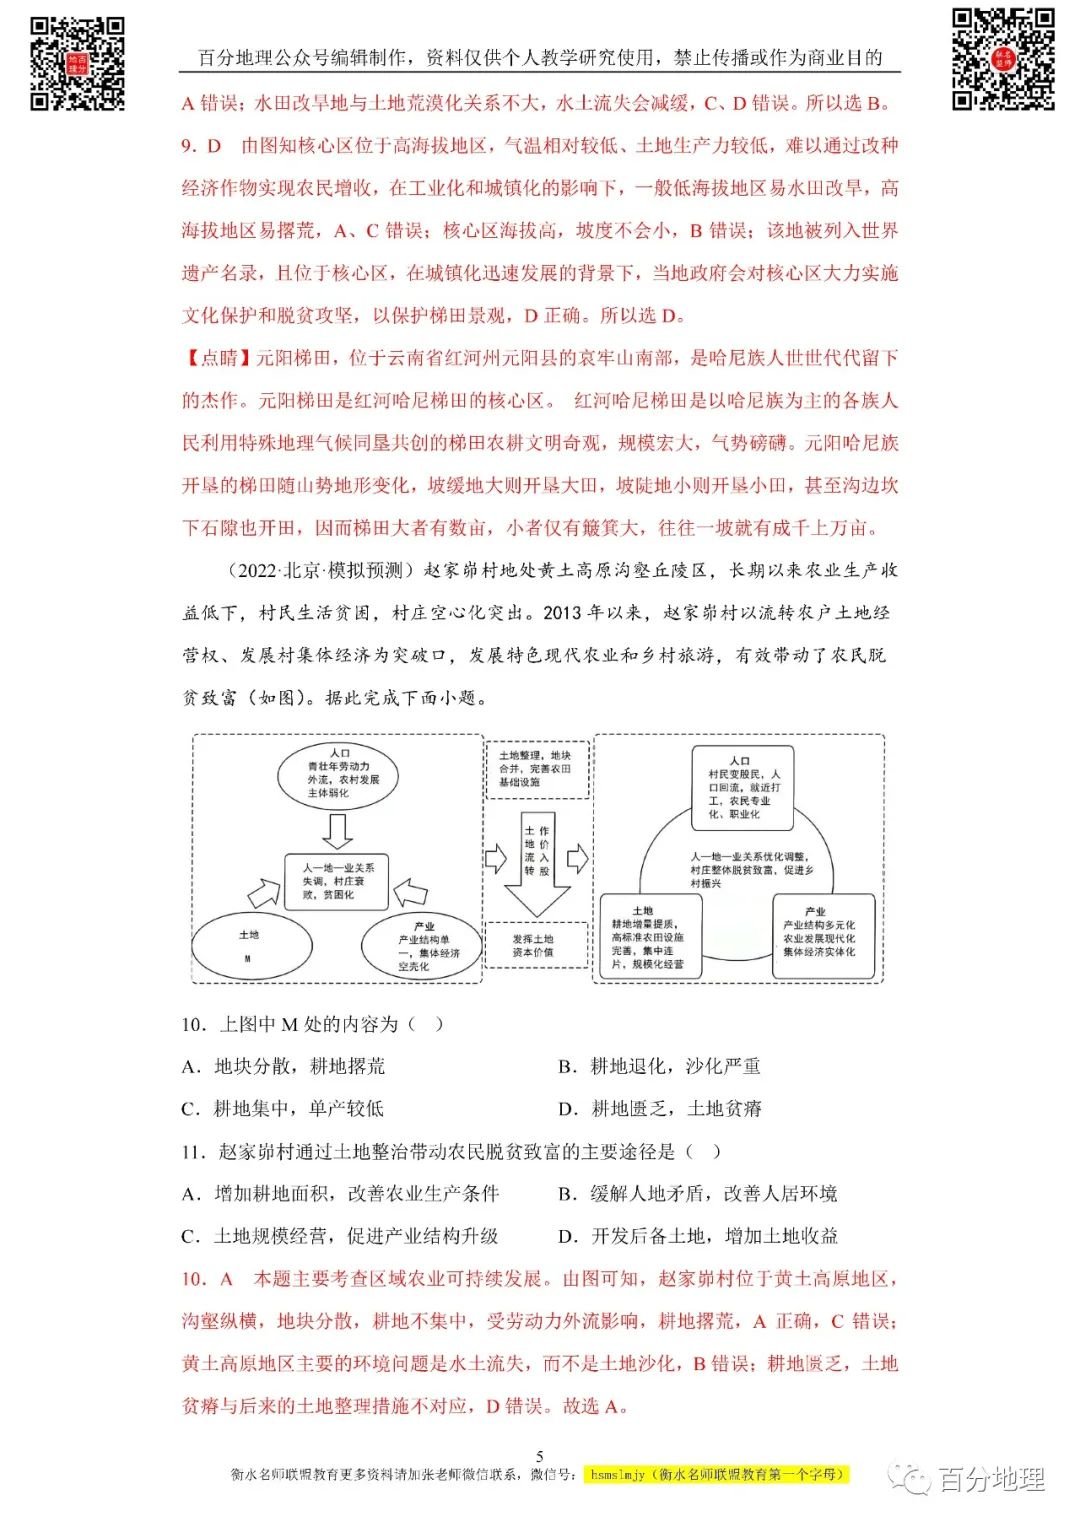 百分地理公众号编辑制作，资料仅供个人教学研究使用，禁止传播或作为商业目的
A 错误；水田改旱地与土地荒漠化关系不大，水土流失会减缓，C、D 错误。所以选 B。
9．D 由图知核心区位于高海拔地区，气温相对较低、土地生产力较低，难以通过改种
经济作物实现农民增收，在工业化和城镇化的影响下，一般低海拔地区易水田改旱，高
海拔地区易撂荒，A、C 错误；核心区海拔高，坡度不会小，B 错误；该地被列入世界
遗产名录，且位于核心区，在城镇化迅速发展的背景下，当地政府会对核心区大力实施
文化保护和脱贫攻坚，以保护梯田景观，D 正确。所以选 D。
【点睛】元阳梯田，位于云南省红河州元阳县的哀牢山南部，是哈尼族人世世代代留下
的杰作。元阳梯田是红河哈尼梯田的核心区。 红河哈尼梯田是以哈尼族为主的各族人
民利用特殊地理气候同垦共创的梯田农耕文明奇观，规模宏大，气势磅礴。元阳哈尼族
开垦的梯田随山势地形变化，坡缓地大则开垦大田，坡陡地小则开垦小田，甚至沟边坎
下石隙也开田，因而梯田大者有数亩，小者仅有簸箕大，往往一坡就有成千上万亩。
（2022·北京·模拟预测）赵家峁村地处黄土高原沟壑丘陵区，长期以来农业生产收
益低下，村民生活贫困，村庄空心化突出。2013 年以来，赵家峁村以流转农户土地经
营权、发展村集体经济为突破口，发展特色现代农业和乡村旅游，有效带动了农民脱
贫致富（如图）。据此完成下面小题。
人口
青壮年劳动力
外流，农村发展
主体弱化
人一地一业关系
失调，村庄衰
败，贫困化
土地
M
产业
产业结构单
一，集体经济
空壳化
土地整理，地块
合并，完善农田
基础设施
土地流转
作价入股
发挥土地
资本价值
人口
村民变股民，人
口回流，就近打
工，农民专业
化、职业化
人一地一业关系优化调整，
村庄整体脱贫致富，促进乡
村振兴
土地
耕地增量提质，
高标准农田设施
完善，集中连
片，规模化经营
产业
产业结构多元化
农业发展现代化
集体经济实体化
10．上图中 M 处的内容为（ ）
A．地块分散，耕地撂荒 B．耕地退化，沙化严重
C．耕地集中，单产较低 D．耕地匮乏，土地贫瘠
11．赵家峁村通过土地整治带动农民脱贫致富的主要途径是（ ）
A．增加耕地面积，改善农业生产条件 B．缓解人地矛盾，改善人居环境
C．土地规模经营，促进产业结构升级 D．开发后备土地，增加土地收益
10．A 本题主要考查区域农业可持续发展。由图可知，赵家峁村位于黄土高原地区，
沟壑纵横，地块分散，耕地不集中，受劳动力外流影响，耕地撂荒，A 正确，C 错误；
黄土高原地区主要的环境问题是水土流失，而不是土地沙化，B 错误；耕地匮乏，土地
贫瘠与后来的土地整理措施不对应，D 错误。故选 A。
5
衡水名师联盟教育更多资料请加张老师微信联系，微信号： hsmslmjy（衡水名师联盟教育第一个字母）
百分地理